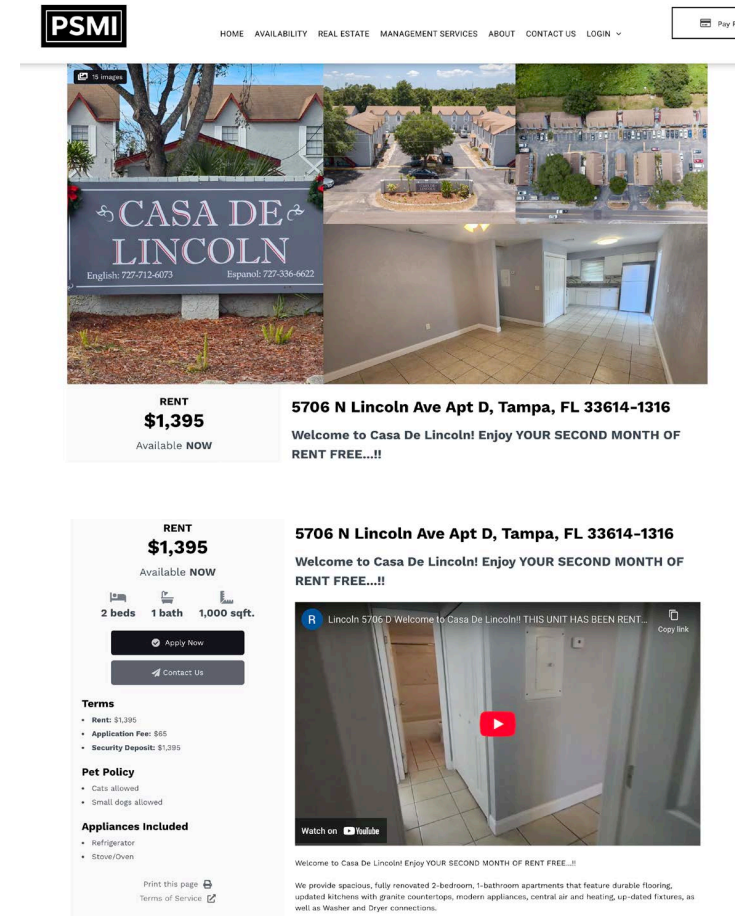 PSMI
HOME AVAILABILITY REAL ESTATE MANAGEMENT SERVICES ABOUT CONTACT US LOGIN
Pay
15 images
CASA DE
LINCOLN
English: 727-712-6073 Espanol: 727-336-6622
RENT
$1,395
Available NOW
5706 N Lincoln Ave Apt D, Tampa, FL 33614-1316
Welcome to Casa De Lincoln! Enjoy YOUR SECOND MONTH OF
RENT FREE...!!
RENT
$1,395
Available NOW
2 beds 1 bath 1,000 sqft.
Apply Now
Contact Us
Terms
• Rent: $1,395
• Application Fee: $65
• Security Deposit: $1,395
Pet Policy
• Cats allowed
• Small dogs allowed
Appliances Included
• Refrigerator
• Stove/Oven
Print this page
Terms of Service
5706 N Lincoln Ave Apt D, Tampa, FL 33614-1316
Welcome to Casa De Lincoln! Enjoy YOUR SECOND MONTH OF
RENT FREE...!!
R Lincoln 5706 D Welcome to Casa De Lincoln!! THIS UNIT HAS BEEN RENT...
Copy link
Watch on YouTube
Welcome to Casa De Lincoln! Enjoy YOUR SECOND MONTH OF RENT FREE...!!
We provide spacious, fully renovated 2-bedroom, 1-bathroom apartments that feature durable flooring,
updated kitchens with granite countertops, modern appliances, central air and heating, up-dated fixtures, as
well as Washer and Dryer connections.